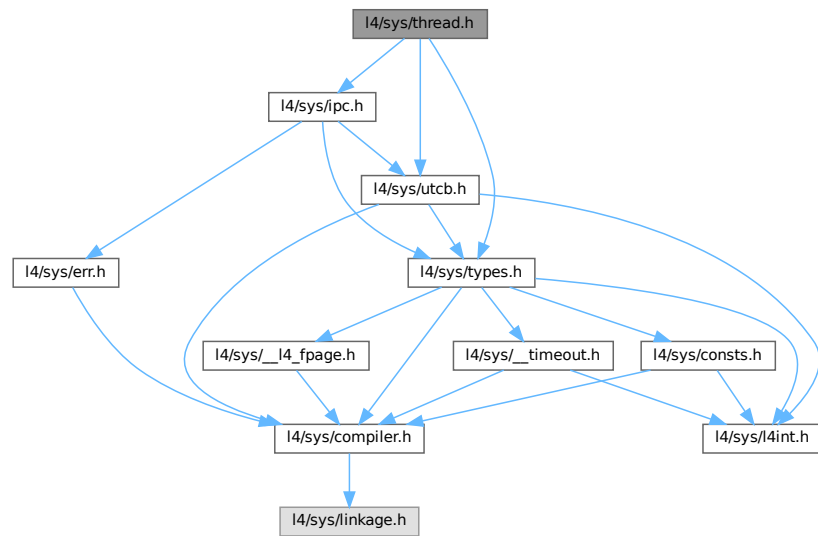 l4/sys/thread.h
l4/sys/ipc.h
l4/sys/utcb.h
l4/sys/err.h
l4/sys/types.h
l4/sys/__l4_fpage.h
l4/sys/__timeout.h
l4/sys/consts.h
l4/sys/compiler.h
l4/sys/l4int.h
l4/sys/linkage.h